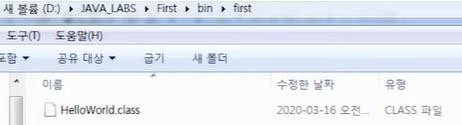 새 볼륨 (D:) ▸ JAVA_LABS ▸ First ▸ bin ▸ first
도구(T) 도움말(H)
포함 ▾ 공유 대상 ▾ 굽기 새 폴더
이름 수정한 날짜 유형
HelloWorld.class 2020-03-16 오전... CLASS 파일